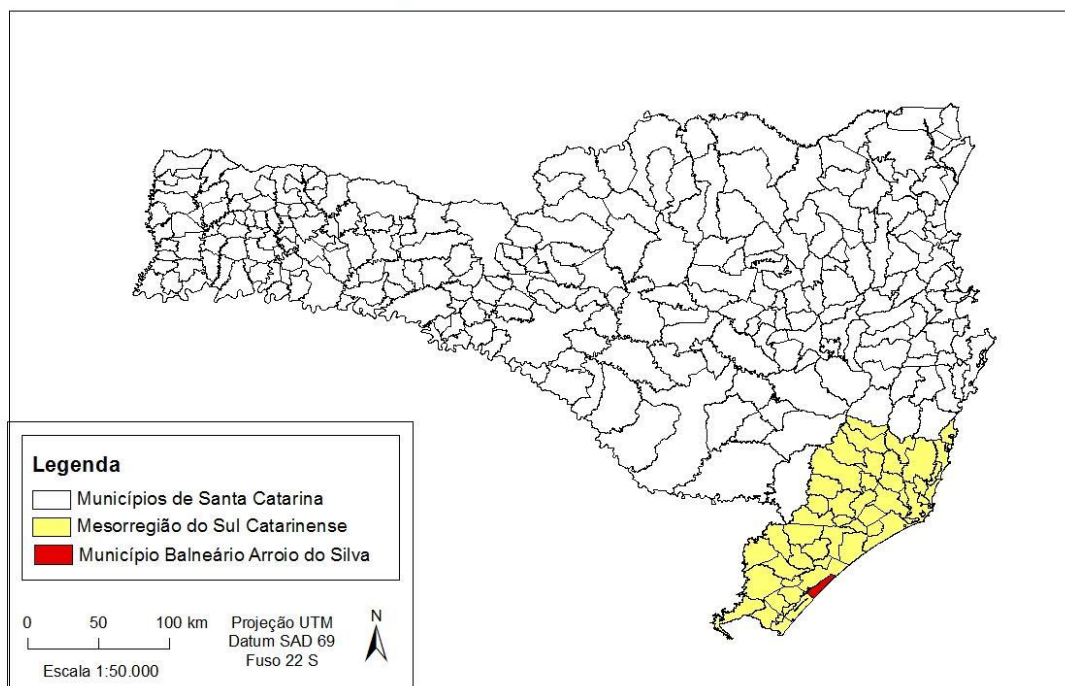 Legenda
Municípios de Santa Catarina
Mesorregião do Sul Catarinense
Município Balneário Arroio do Silva
0 50 100 km
Escala 1:50.000
Projeção UTM
Datum SAD 69
Fuso 22 S
N